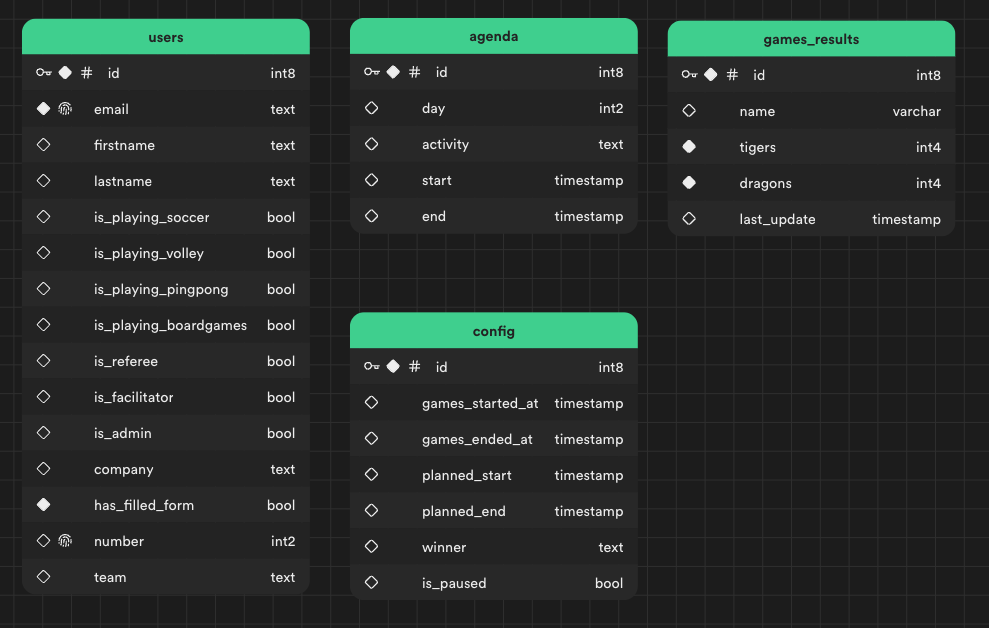 users
# id int8
email text
firstname text
lastname text
is_playing_soccer bool
is_playing_volley bool
is_playing_pingpong bool
is_playing_boardgames bool
is_referee bool
is_facilitator bool
is_admin bool
company text
has_filled_form bool
number int2
team text
agenda
# id int8
day int2
activity text
start timestamp
end timestamp
games_results
# id int8
name varchar
tigers int4
dragons int4
last_update timestamp
config
# id int8
games_started_at timestamp
games_ended_at timestamp
planned_start timestamp
planned_end timestamp
winner text
is_paused bool